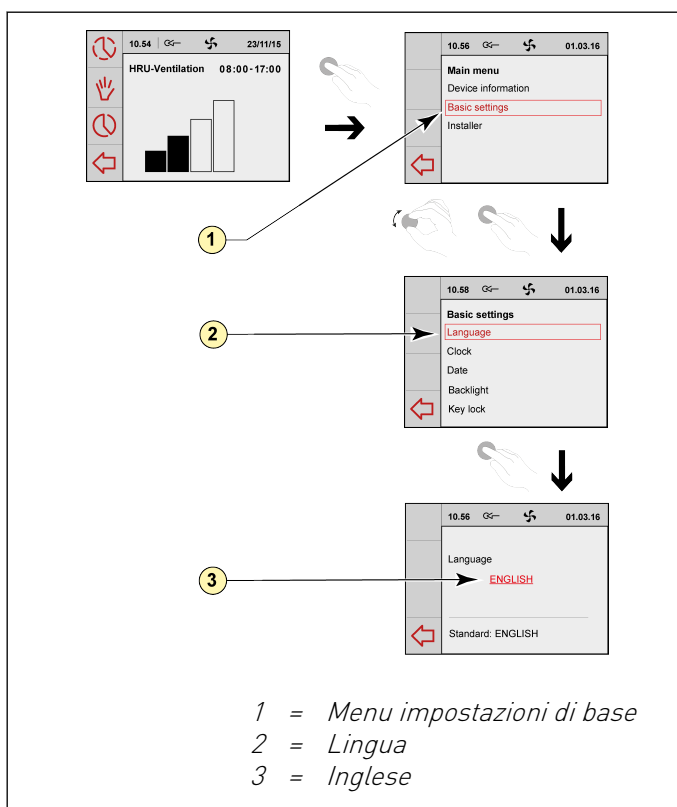 10.54 23/11/15
HRU-Ventilation 08:00-17:00
10.56 01.03.16
Main menu
Device information
Basic settings
Installer
1
10.58 01.03.16
Basic settings
Language
Clock
Date
Backlight
Key lock
2
10.56 01.03.16
Language
ENGLISH
Standard: ENGLISH
3
1 = Menu impostazioni di base
2 = Lingua
3 = Inglese